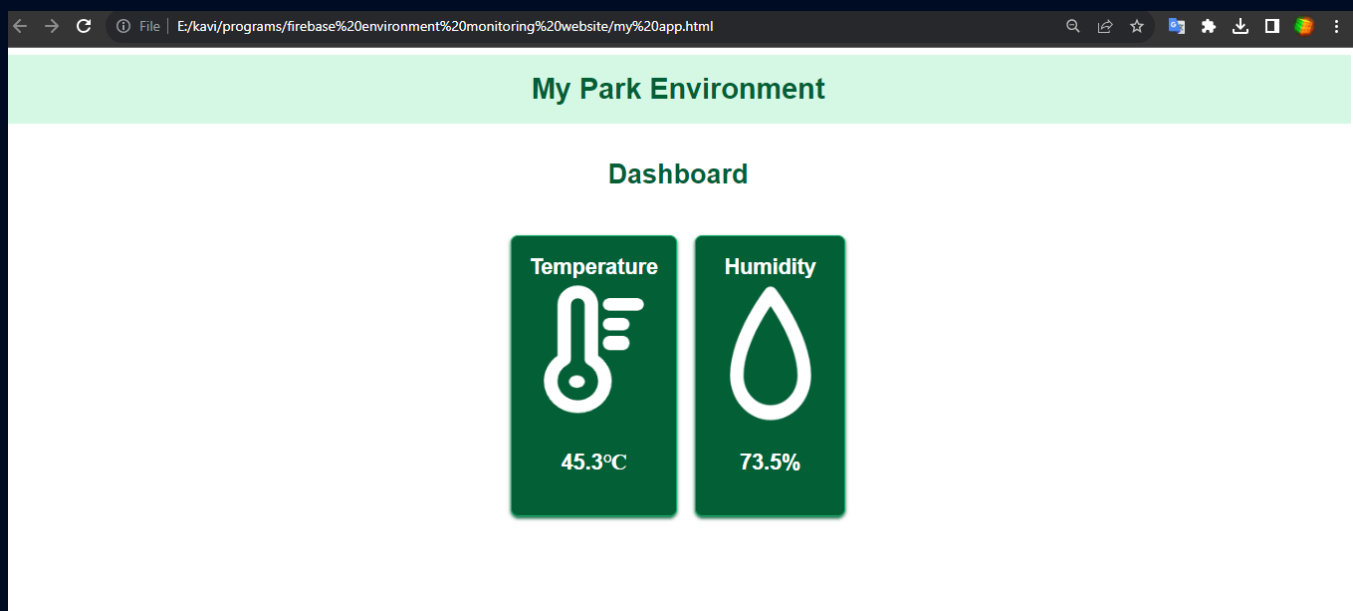 File E:/kavi/programs/firebase%20environment%20monitoring%20website/my%20app.html
My Park Environment
Dashboard
Temperature Humidity
45.3℃ 73.5%